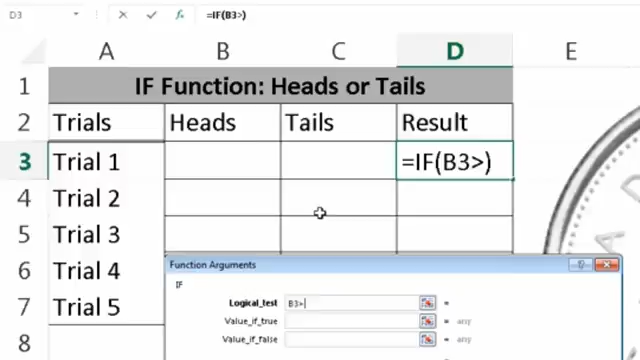 D3 fx =IF(B3>)
A B C D E
1 IF Function: Heads or Tails
2 Trials Heads Tails Result
3 Trial 1 =IF(B3>)
4 Trial 2
5 Trial 3
6 Trial 4
7 Trial 5
8
Function Arguments ?
IF
Logical_test B3> =
Value_if_true = any
Value_if_false = any